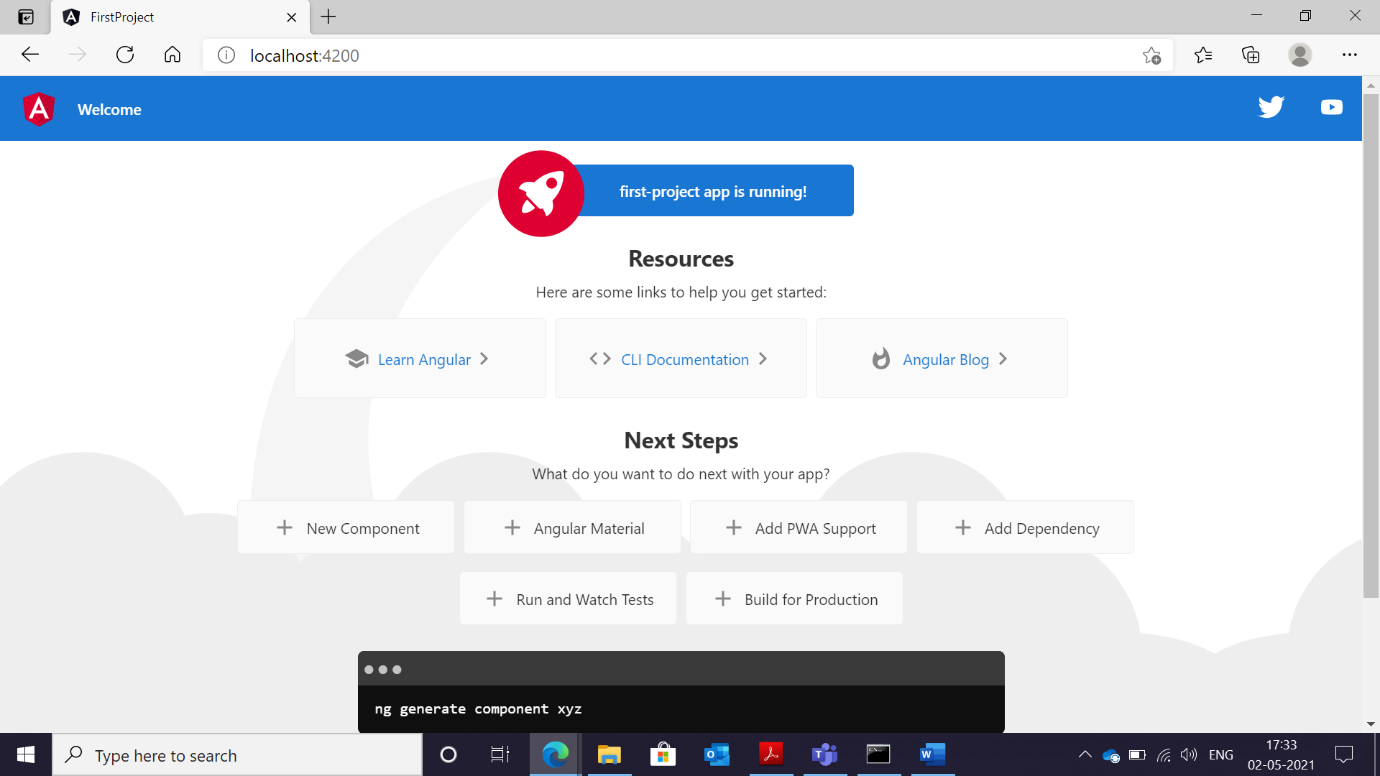 FirstProject
localhost:4200
Welcome
first-project app is running!
Resources
Here are some links to help you get started:
Learn Angular
CLI Documentation
Angular Blog
Next Steps
What do you want to do next with your app?
New Component
Angular Material
Add PWA Support
Add Dependency
Run and Watch Tests
Build for Production
ng generate component xyz
Type here to search
ENG
17:33
02-05-2021